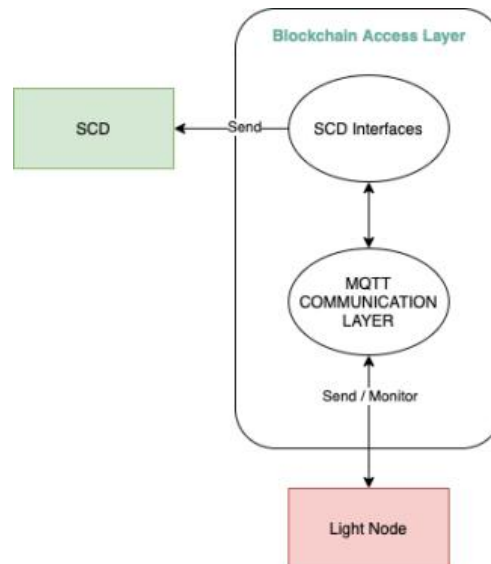 Blockchain Access Layer
SCD
Send
SCD Interfaces
MQTT
COMMUNICATION
LAYER
Send / Monitor
Light Node